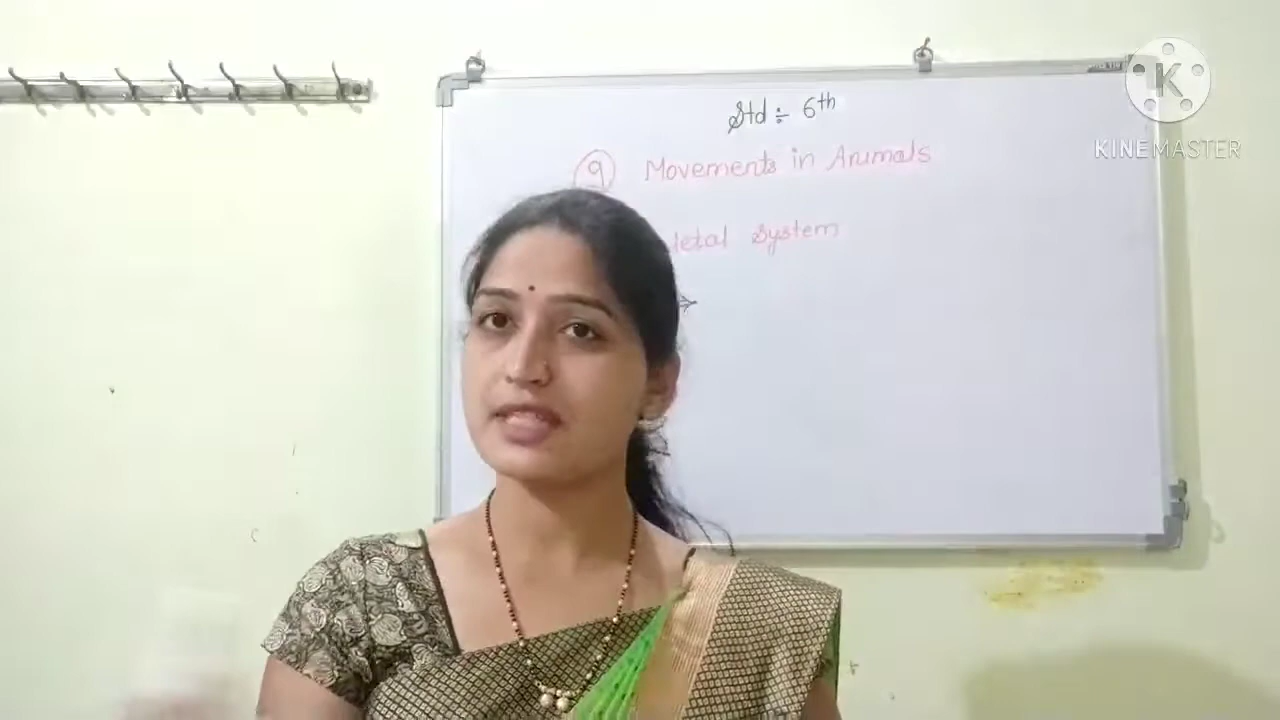 Std ÷ 6th
9 Movements in Animals
letal System
K
KINEMASTER